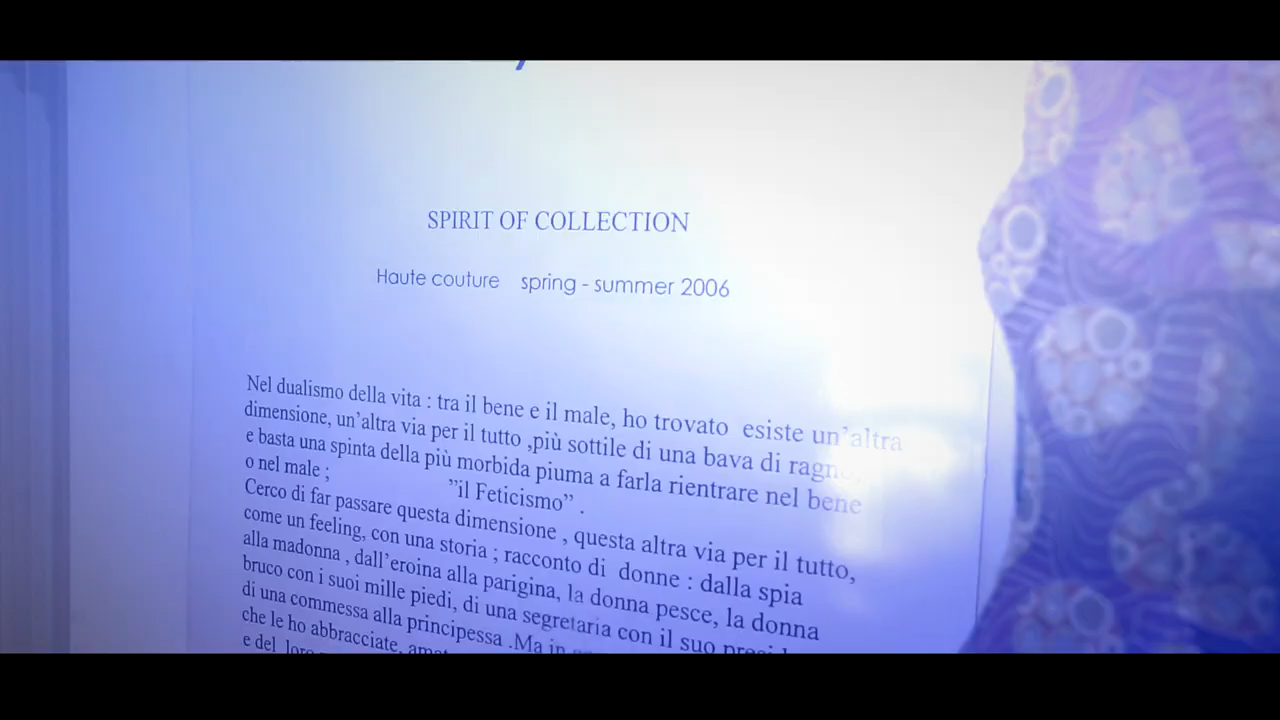 SPIRIT OF COLLECTION
Haute couture spring - summer 2006
Nel dualismo della vita : tra il bene e il male, ho trovato esiste un'altra
dimensione, un'altra via per il tutto ,più sottile di una bava di ragno,
e basta una spinta della più morbida piuma a farla rientrare nel bene
o nel male ; ”il Feticismo” .
Cerco di far passare questa dimensione , questa altra via per il tutto,
come un feeling, con una storia ; racconto di donne : dalla spia
alla madonna , dall'eroina alla parigina, la donna pesce, la donna
bruco con i suoi mille piedi, di una segretaria con il suo
di una commessa alla principessa .Ma in
che le ho abbracciate,
e del